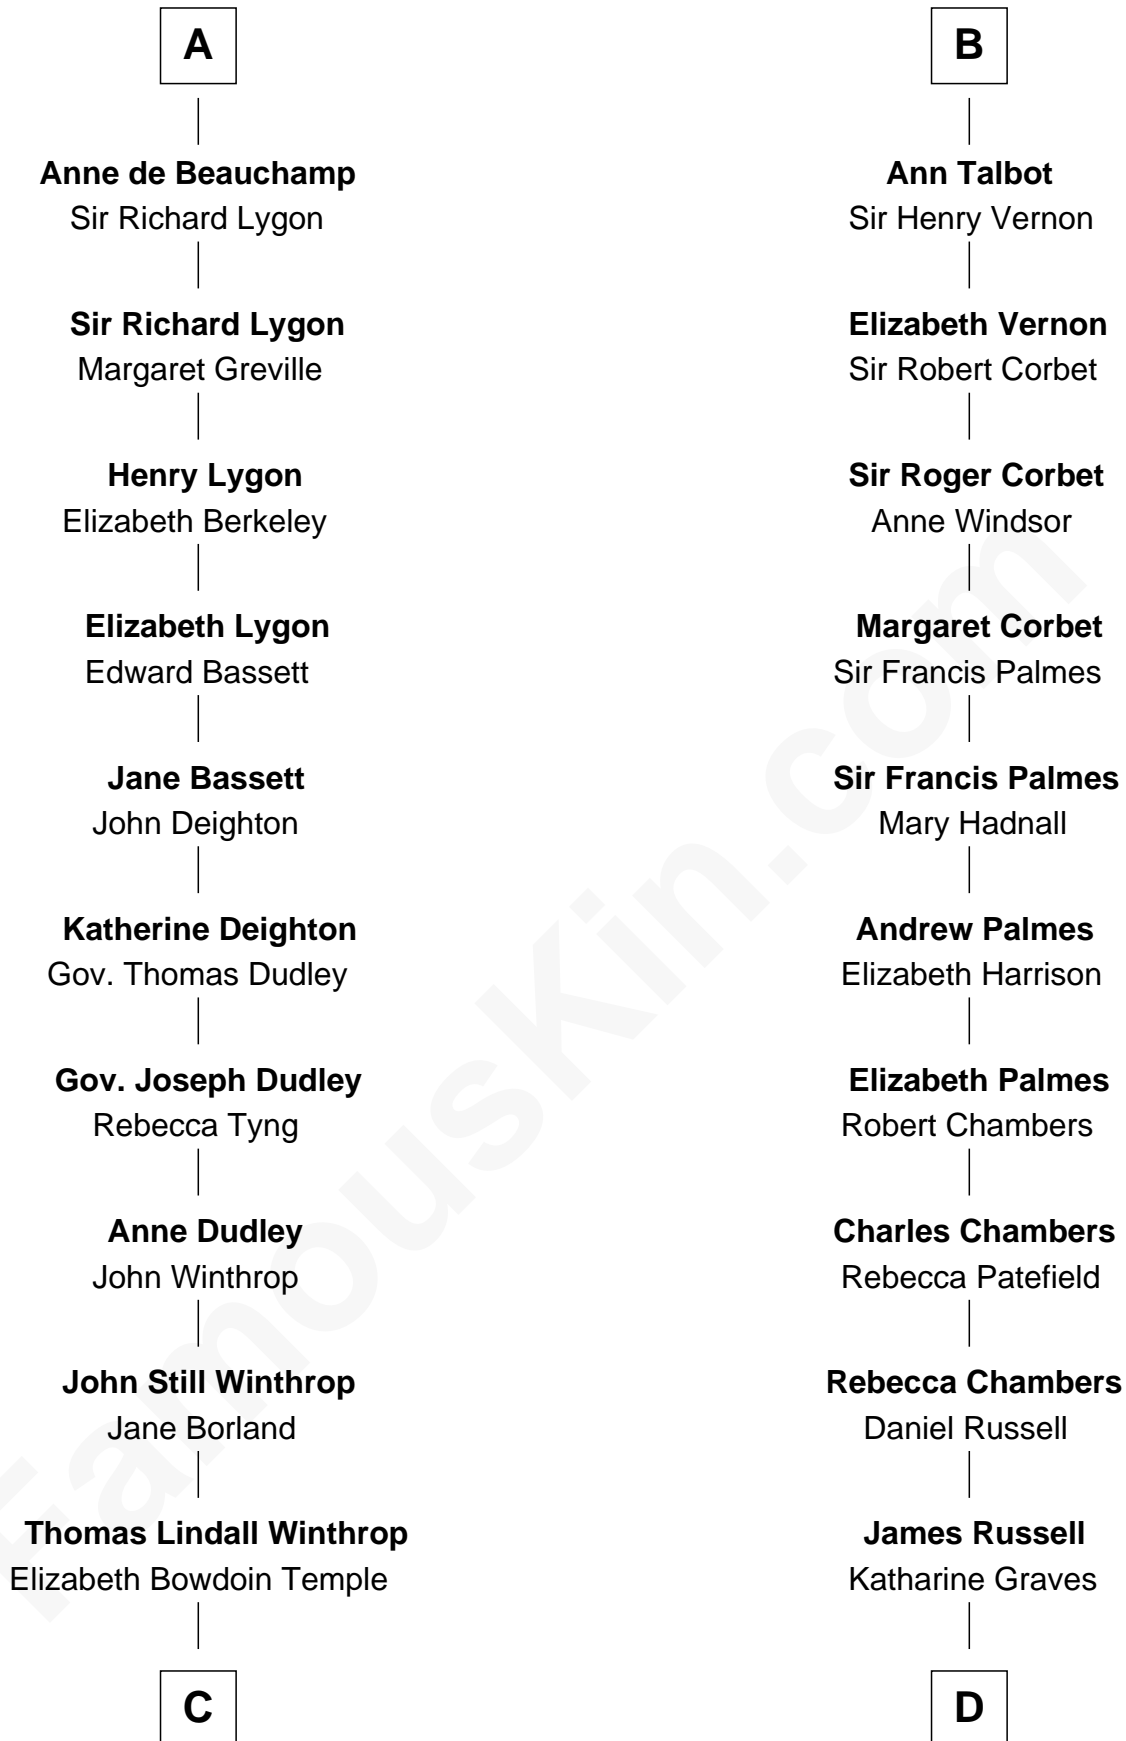 A
Anne de Beauchamp
Sir Richard Lygon
Sir Richard Lygon
Margaret Greville
Henry Lygon
Elizabeth Berkeley
Elizabeth Lygon
Edward Bassett
Jane Bassett
John Deighton
Katherine Deighton
Gov. Thomas Dudley
Gov. Joseph Dudley
Rebecca Tyng
Anne Dudley
John Winthrop
John Still Winthrop
Jane Borland
Thomas Lindall Winthrop
Elizabeth Bowdoin Temple
C
B
Ann Talbot
Sir Henry Vernon
Elizabeth Vernon
Sir Robert Corbet
Sir Roger Corbet
Anne Windsor
Margaret Corbet
Sir Francis Palmes
Sir Francis Palmes
Mary Hadnall
Andrew Palmes
Elizabeth Harrison
Elizabeth Palmes
Robert Chambers
Charles Chambers
Rebecca Patefield
Rebecca Chambers
Daniel Russell
James Russell
Katharine Graves
D
FamousKin.com